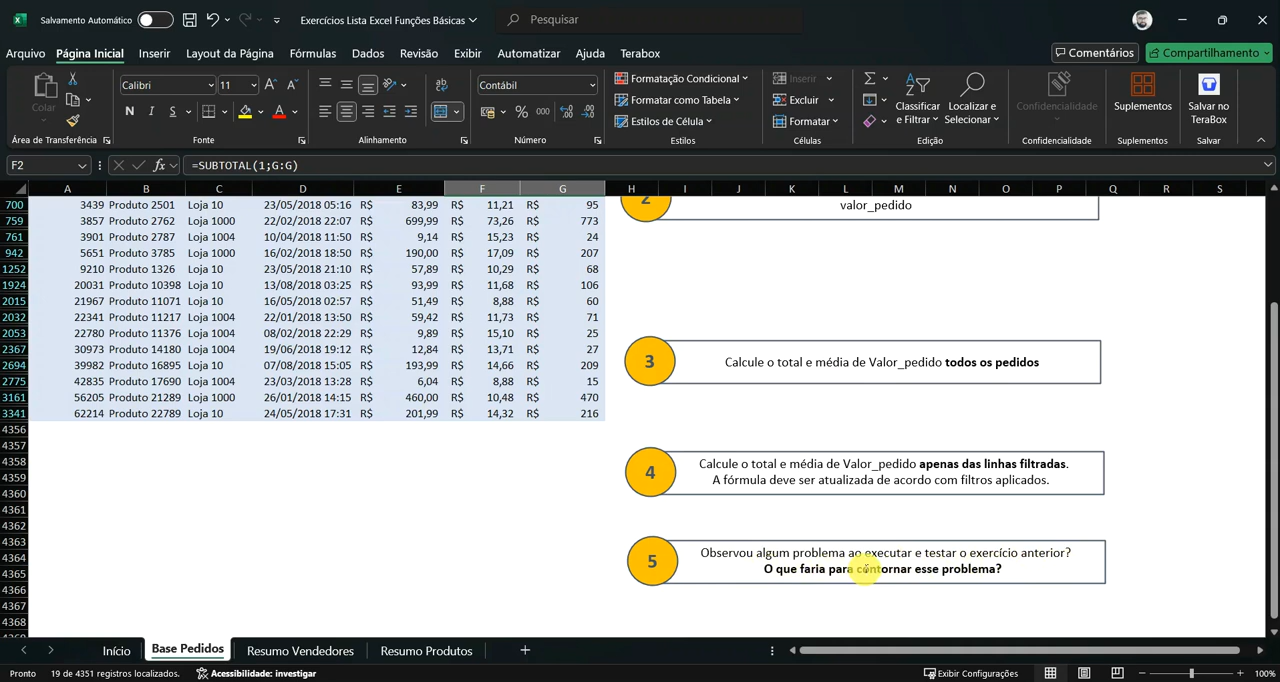 Salvamento Automático
Exercícios Lista Excel Funções Básicas
Pesquisar
Arquivo Página Inicial Inserir Layout da Página Fórmulas Dados Revisão Exibir Automatizar Ajuda Terabox
Comentários Compartilhamento
Colar
Calibri 11
N I S
Contábil
% 000
Formatação Condicional
Formatar como Tabela
Estilos de Célula
Inserir
Excluir
Formatar
Classificar e Filtrar
Localizar e Selecionar
Confidencialidade
Suplementos
Salvar no TeraBox
Área de Transferência Fonte Alinhamento Número Estilos Células Edição Confidencialidade Suplementos Salvar
F2 fx =SUBTOTAL(1;G:G)
A B C D E F G H I J K L M N O P Q R S
700 3439 Produto 2501 Loja 10 23/05/2018 05:16 R$ 83,99 R$ 11,21 R$ 95
759 3857 Produto 2762 Loja 1000 22/02/2018 22:07 R$ 699,99 R$ 73,26 R$ 773
761 3901 Produto 2787 Loja 1004 10/04/2018 11:50 R$ 9,14 R$ 15,23 R$ 24
942 5651 Produto 3785 Loja 1000 16/02/2018 18:50 R$ 190,00 R$ 17,09 R$ 207
1252 9210 Produto 1326 Loja 10 23/05/2018 21:10 R$ 57,89 R$ 10,29 R$ 68
1924 20031 Produto 10398 Loja 10 13/08/2018 03:25 R$ 93,99 R$ 11,68 R$ 106
2015 21967 Produto 11071 Loja 10 16/05/2018 02:57 R$ 51,49 R$ 8,88 R$ 60
2032 22341 Produto 11217 Loja 1004 22/01/2018 13:50 R$ 59,42 R$ 11,73 R$ 71
2053 22780 Produto 11376 Loja 1004 08/02/2018 22:29 R$ 9,89 R$ 15,10 R$ 25
2367 30973 Produto 14180 Loja 1004 19/06/2018 19:12 R$ 12,84 R$ 13,71 R$ 27
2694 39982 Produto 16895 Loja 10 07/08/2018 15:05 R$ 193,99 R$ 14,66 R$ 209
2775 42835 Produto 17690 Loja 1004 23/03/2018 13:28 R$ 6,04 R$ 8,88 R$ 15
3161 56205 Produto 21289 Loja 1000 26/01/2018 14:15 R$ 460,00 R$ 10,48 R$ 470
3341 62214 Produto 22789 Loja 10 24/05/2018 17:31 R$ 201,99 R$ 14,32 R$ 216
4356
4357
4358
4359
4360
4361
4362
4363
4364
4365
4366
4367
4368
2
valor_pedido
3
Calcule o total e média de Valor_pedido todos os pedidos
4
Calcule o total e média de Valor_pedido apenas das linhas filtradas.
A fórmula deve ser atualizada de acordo com filtros aplicados.
5
Observou algum problema ao executar e testar o exercício anterior?
O que faria para contornar esse problema?
Início Base Pedidos Resumo Vendedores Resumo Produtos
Pronto 19 de 4351 registros localizados. Acessibilidade: investigar Exibir Configurações 100%